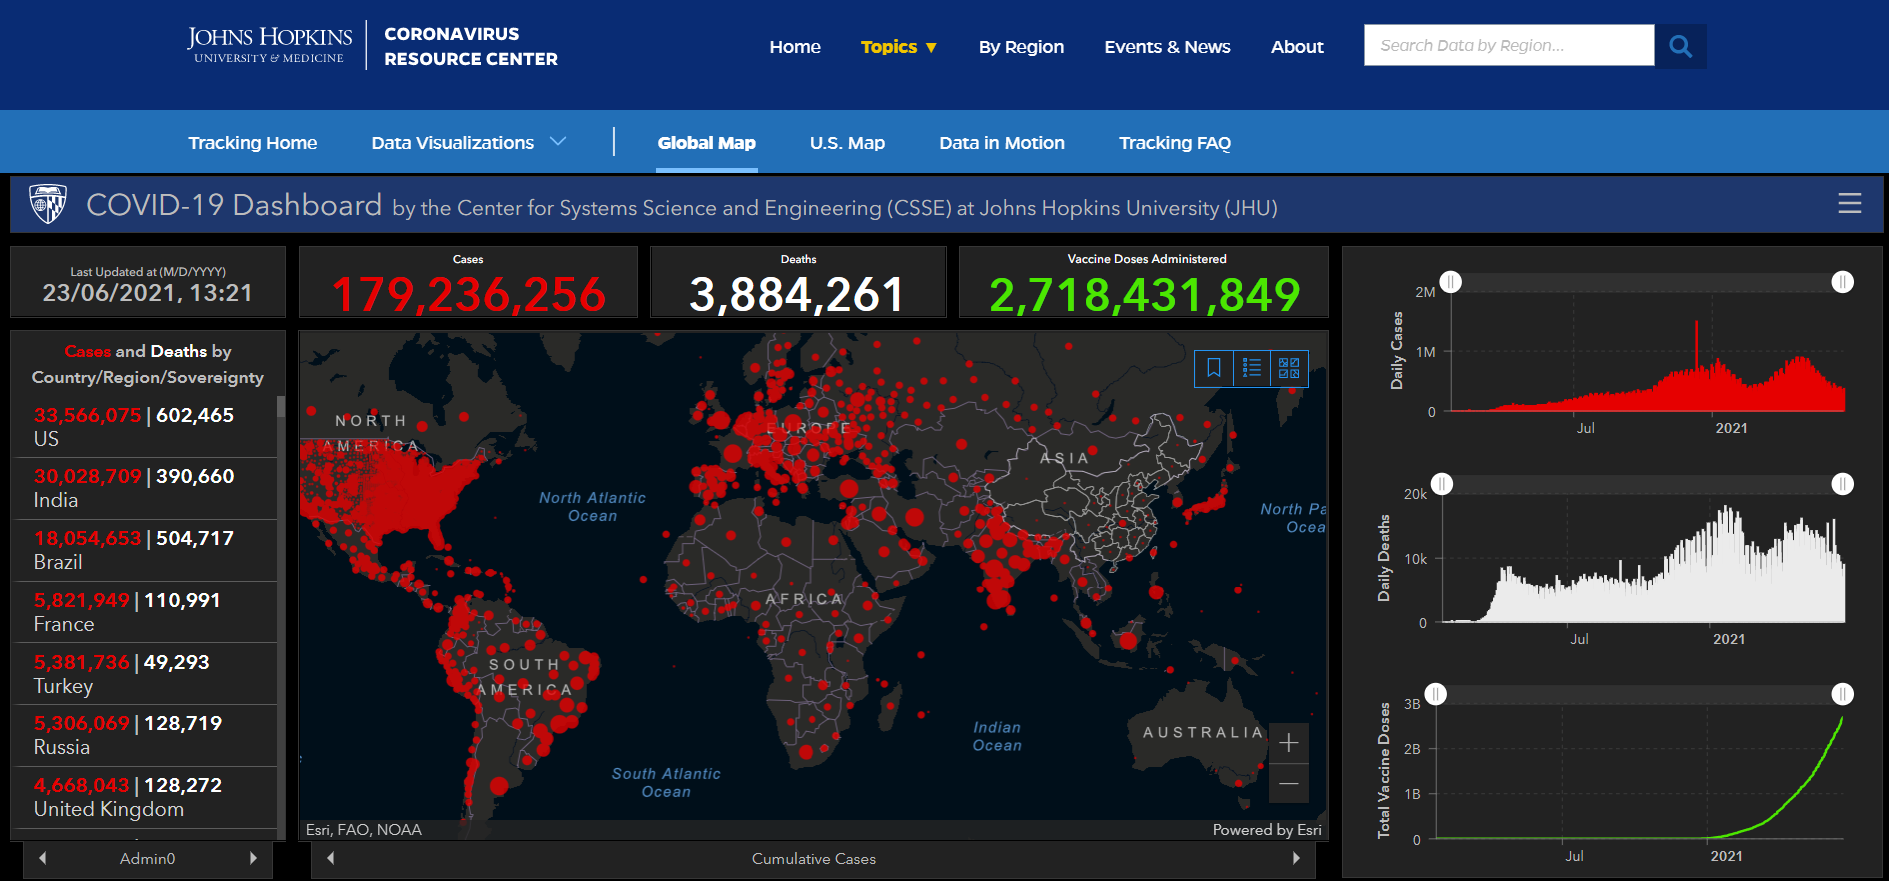 JOHNS HOPKINS
UNIVERSITY & MEDICINE
CORONAVIRUS
RESOURCE CENTER
Home
Topics ▼
By Region
Events & News
About
Search Data by Region...
Tracking Home
Data Visualizations
Global Map
U.S. Map
Data in Motion
Tracking FAQ
COVID-19 Dashboard by the Center for Systems Science and Engineering (CSSE) at Johns Hopkins University (JHU)
Last Updated at (M/D/YYYY)
23/06/2021, 13:21
Cases
179,236,256
Deaths
3,884,261
Vaccine Doses Administered
2,718,431,849
Cases and Deaths by
Country/Region/Sovereignty
33,566,075 | 602,465
US
30,028,709 | 390,660
India
18,054,653 | 504,717
Brazil
5,821,949 | 110,991
France
5,381,736 | 49,293
Turkey
5,306,069 | 128,719
Russia
4,668,043 | 128,272
United Kingdom
Admin0
NORTH
AMERICA
EUROPE
ASIA
North Atlantic
Ocean
North Pa
Ocea
AFRICA
SOUTH
AMERICA
Indian
Ocean
AUSTRALIA
South Atlantic
Ocean
+
−
Esri, FAO, NOAA
Powered by Esri
Cumulative Cases
Daily Cases
2M
1M
0
Jul
2021
Daily Deaths
20k
10k
0
Jul
2021
Total Vaccine Doses
3B
2B
1B
0
Jul
2021